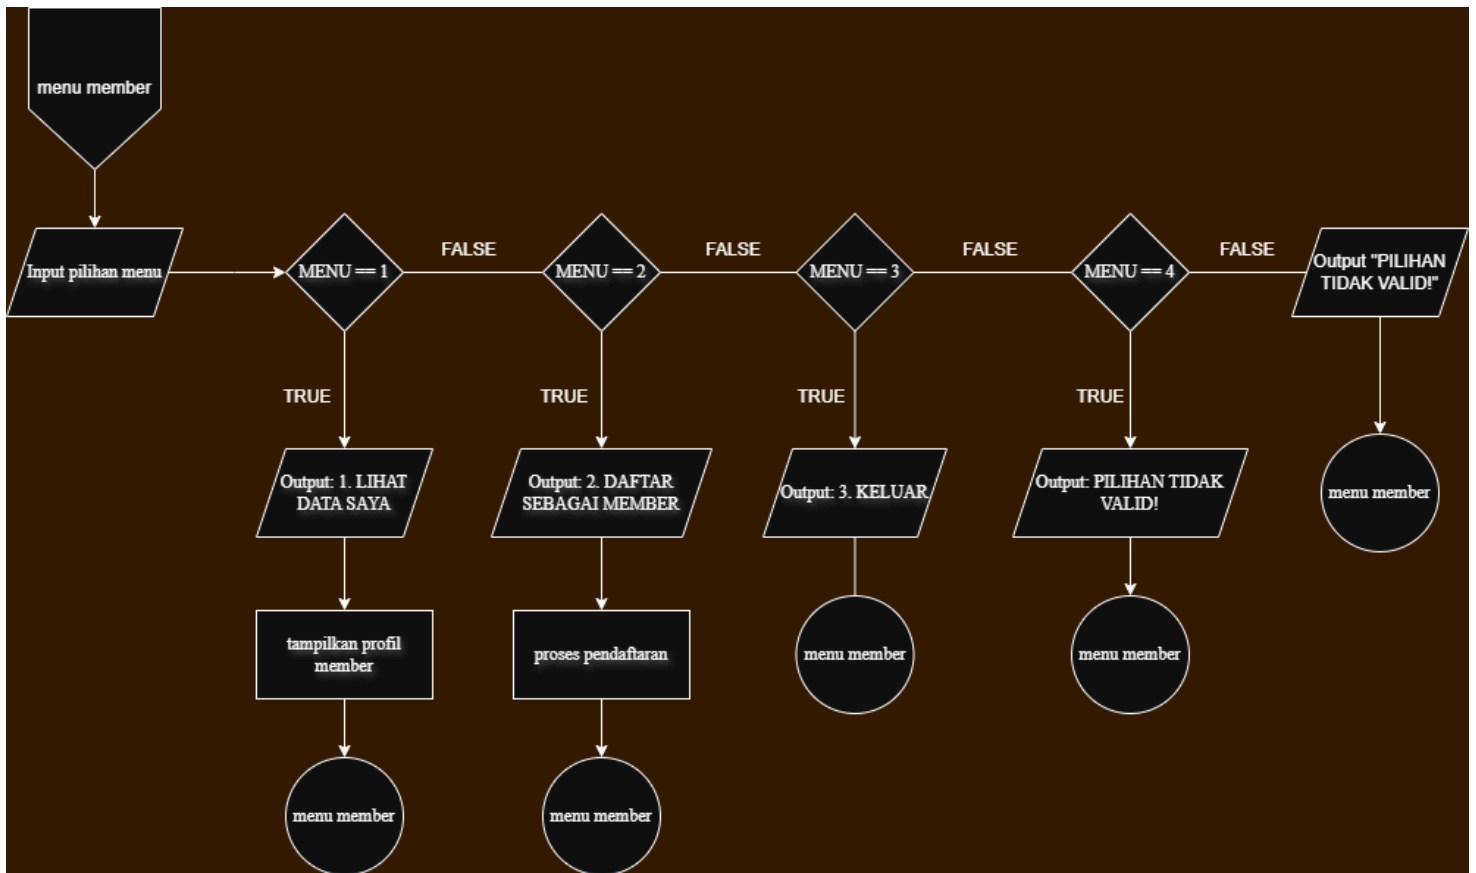 menu member
Input pilihan menu
MENU == 1
FALSE
MENU == 2
FALSE
MENU == 3
FALSE
MENU == 4
FALSE
Output "PILIHAN
TIDAK VALID!"
TRUE
TRUE
TRUE
TRUE
Output: 1. LIHAT
DATA SAYA
Output: 2. DAFTAR
SEBAGAI MEMBER
Output: 3. KELUAR
Output: PILIHAN TIDAK
VALID!
menu member
tampilkan profil
member
proses pendaftaran
menu member
menu member
menu member
menu member